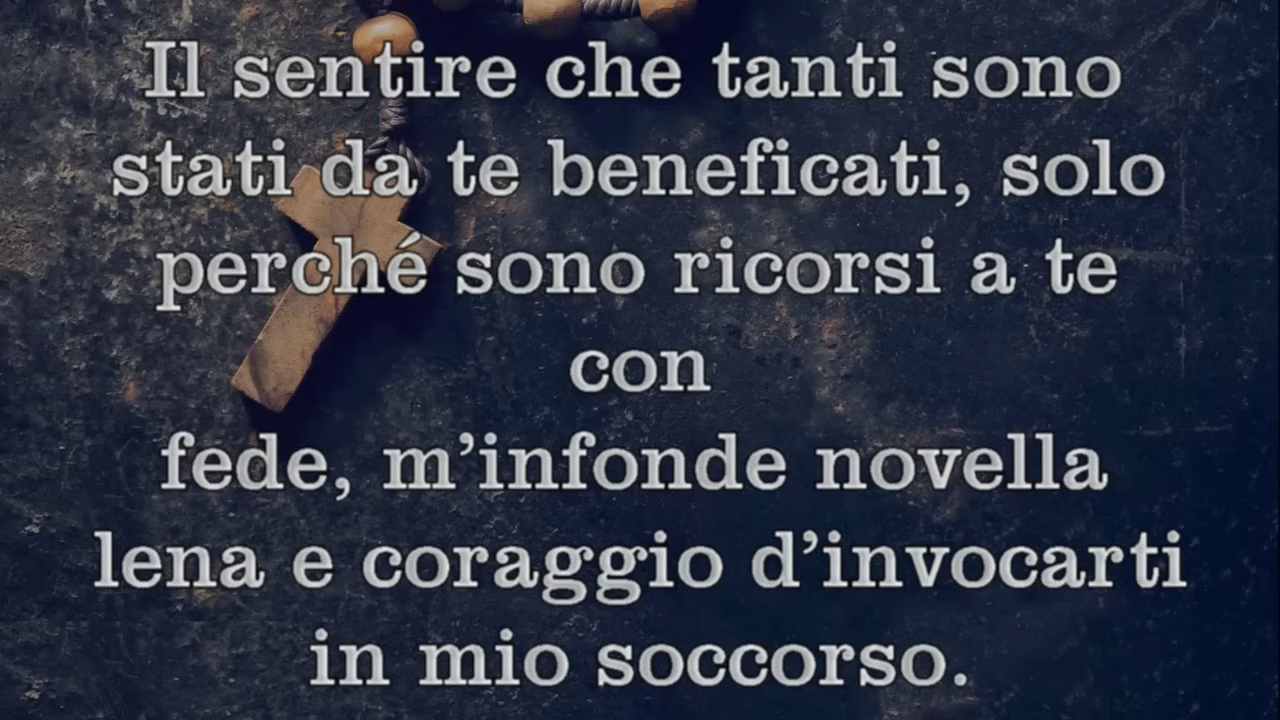 Il sentire che tanti sono
stati da te beneficati, solo
perché sono ricorsi a te
con
fede, m’infonde novella
lena e coraggio d’invocarti
in mio soccorso.